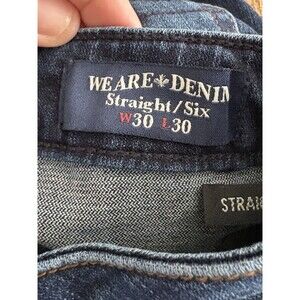 WE ARE DENIM
Straight/Six
W30 L30
STRAIG